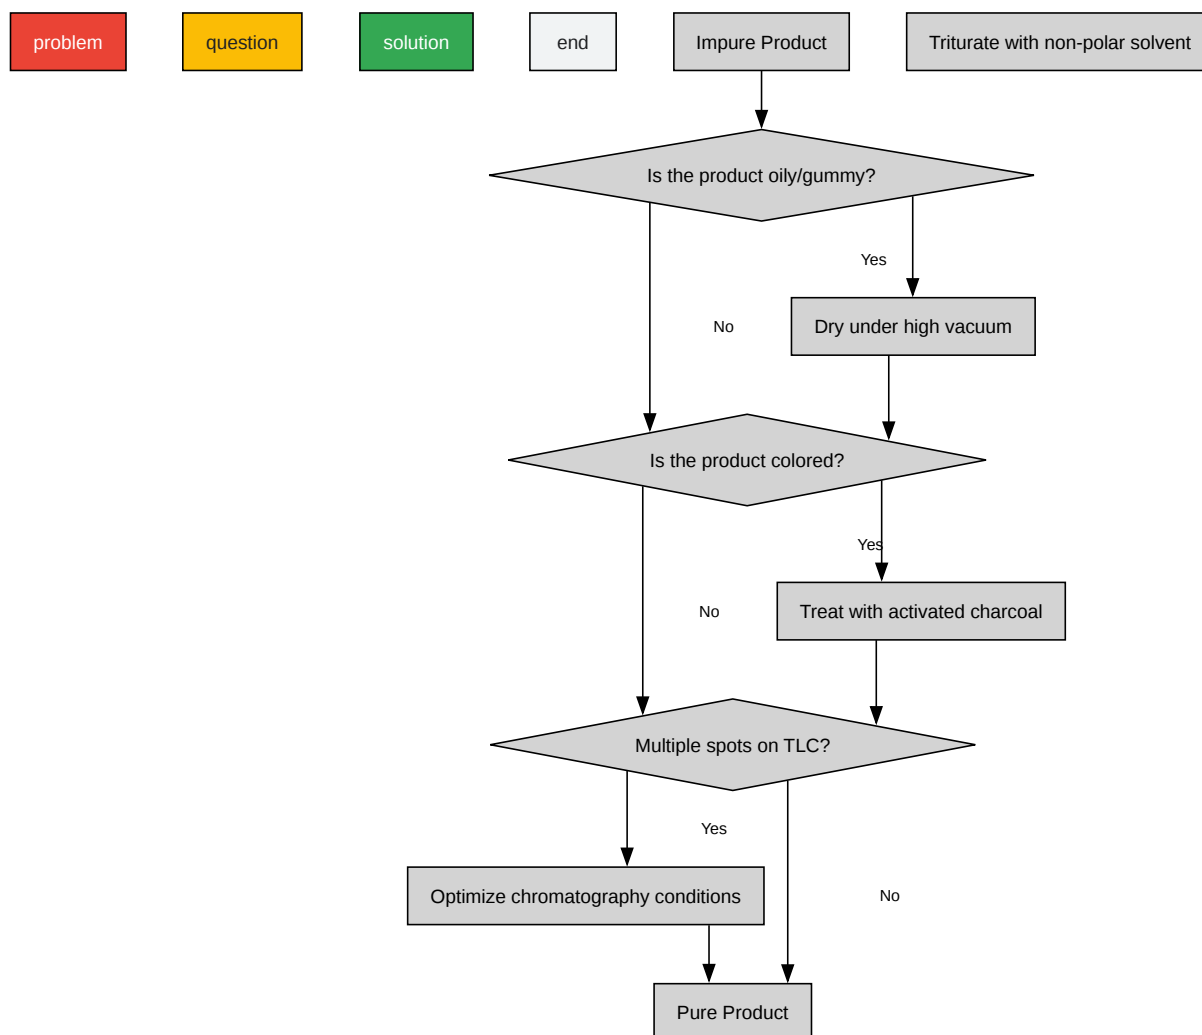 problem
question
solution
end
Impure Product
Triturate with non-polar solvent
Is the product oily/gummy?
Yes
No
Dry under high vacuum
Is the product colored?
Yes
No
Treat with activated charcoal
Multiple spots on TLC?
Yes
Optimize chromatography conditions
No
Pure Product